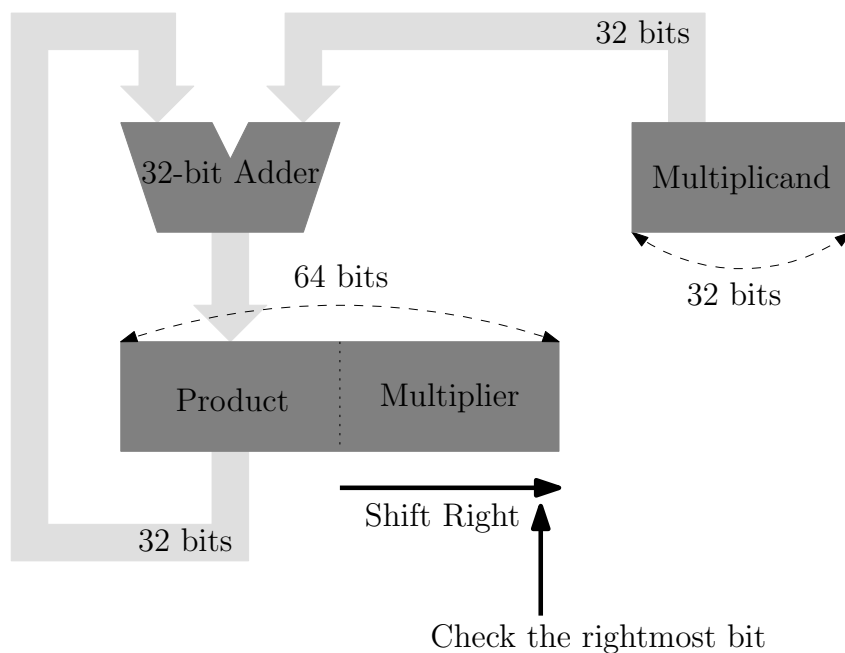 32 bits
32-bit Adder
Multiplicand
64 bits
32 bits
Product
Multiplier
Shift Right
32 bits
Check the rightmost bit